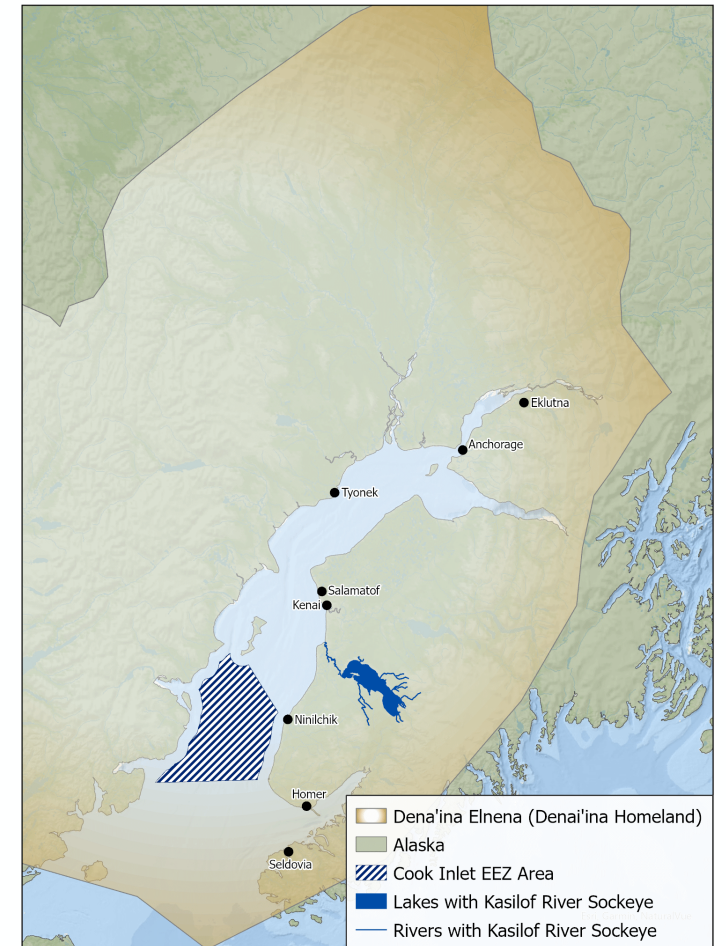 Eklutna
Anchorage
Tyonek
Salamatof
Kenai
Ninilchik
Homer
Seldovia
Dena'ina Elnena (Denai'ina Homeland)
Alaska
Cook Inlet EEZ Area
Lakes with Kasilof River Sockeye
Rivers with Kasilof River Sockeye